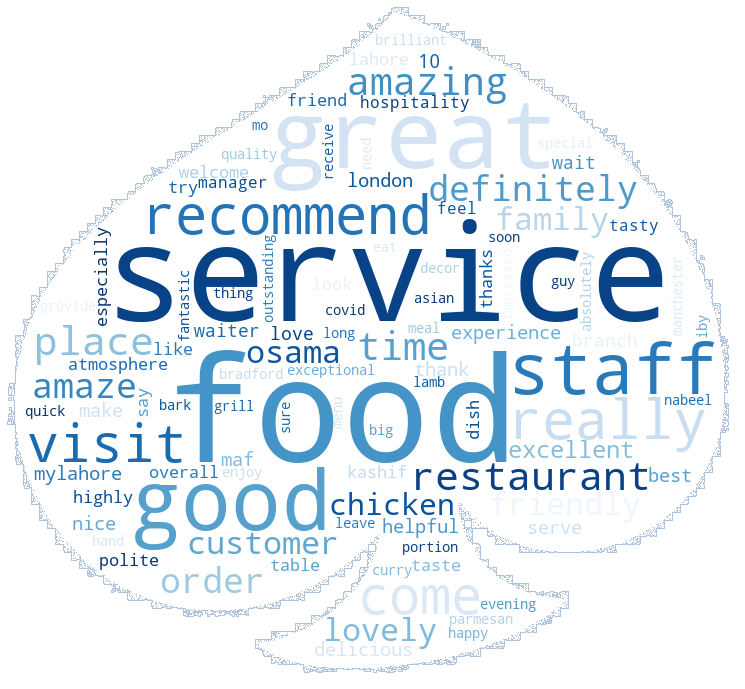 brilliant
lahore 10
amazing
friend hospitality
mo great
receive need special
quality
welcome wait
try manager london definitely
recommend feel family tasty
especially service soon
eat
outstanding thanks impressed absolutely manchester
look decor
fantastic thing asian guy
provide covid
place waiter love long time meal experience branch iby
like osama
atmosphere exceptional thank staff
amaze bradford food lamb nabeel
make say bark grill sure menu dish really
quick big
visit excellent
maf
mylahore overall enjoy kashif restaurant best
highly good chicken friendly
nice leave helpful serve
hand customer portion
polite table taste
order curry
come evening
parmesan
lovely happy
delicious